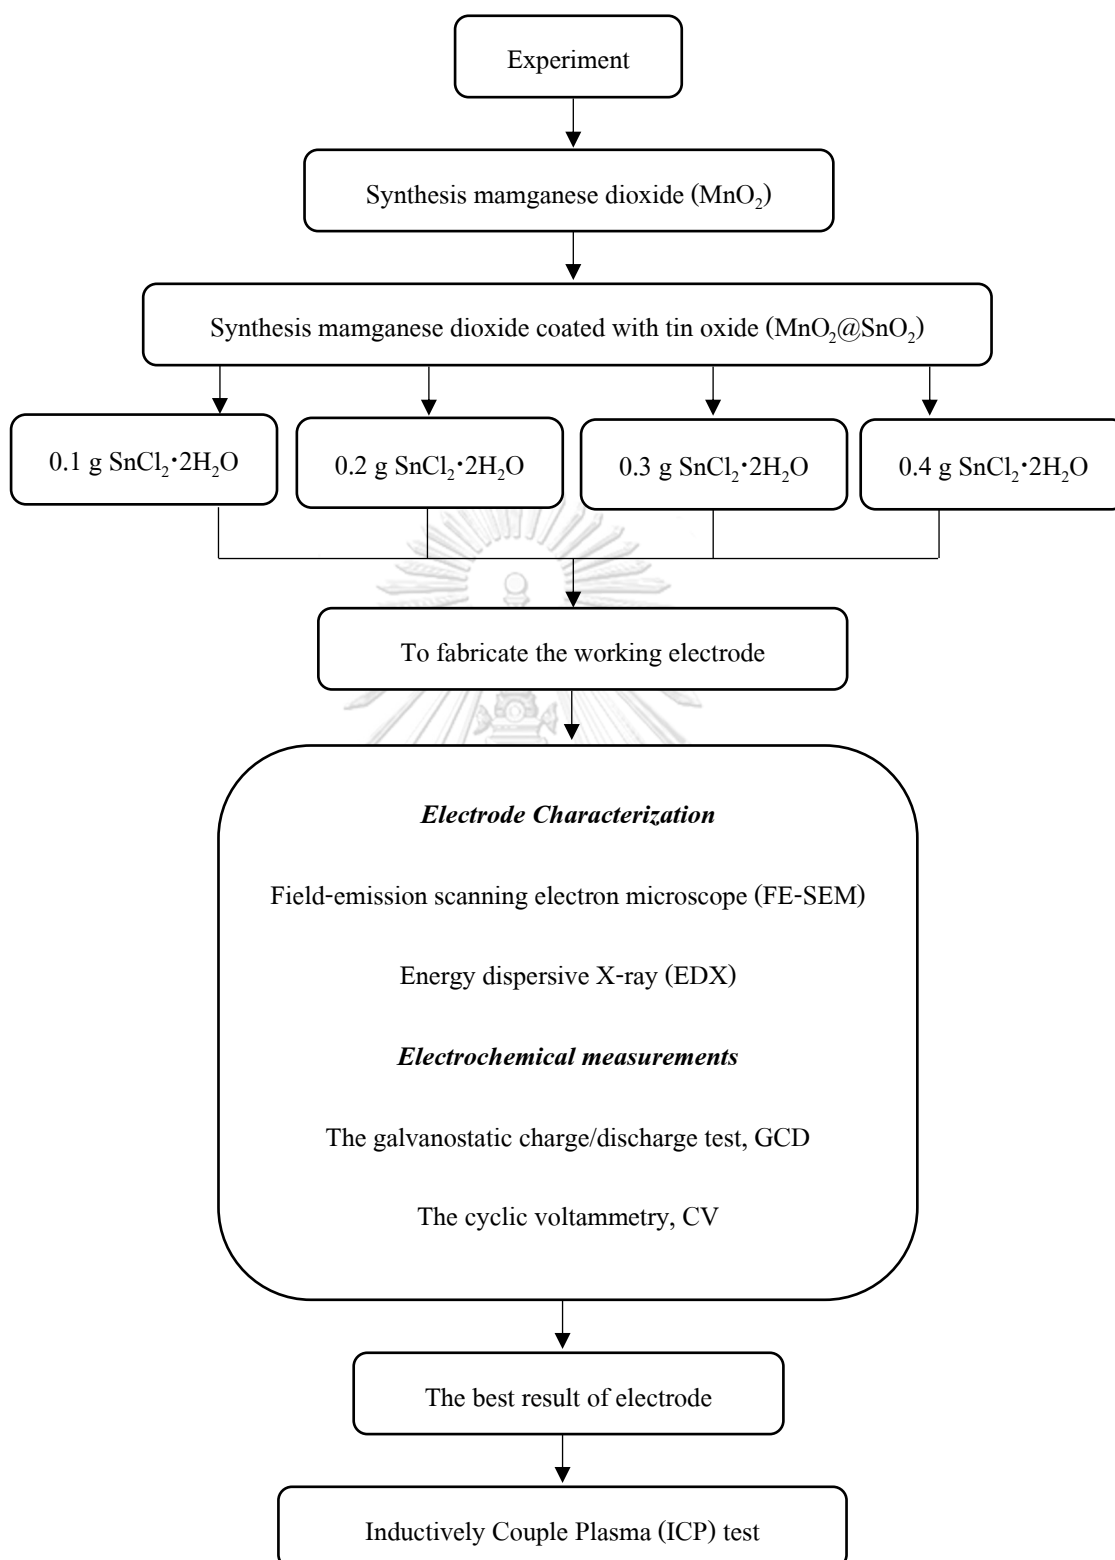 Experiment
Synthesis mamganese dioxide (MnO₂)
Synthesis mamganese dioxide coated with tin oxide (MnO₂@SnO₂)
0.1 g SnCl₂·2H₂O
0.2 g SnCl₂·2H₂O
0.3 g SnCl₂·2H₂O
0.4 g SnCl₂·2H₂O
To fabricate the working electrode
Electrode Characterization
Field-emission scanning electron microscope (FE-SEM)
Energy dispersive X-ray (EDX)
Electrochemical measurements
The galvanostatic charge/discharge test, GCD
The cyclic voltammetry, CV
The best result of electrode
Inductively Couple Plasma (ICP) test